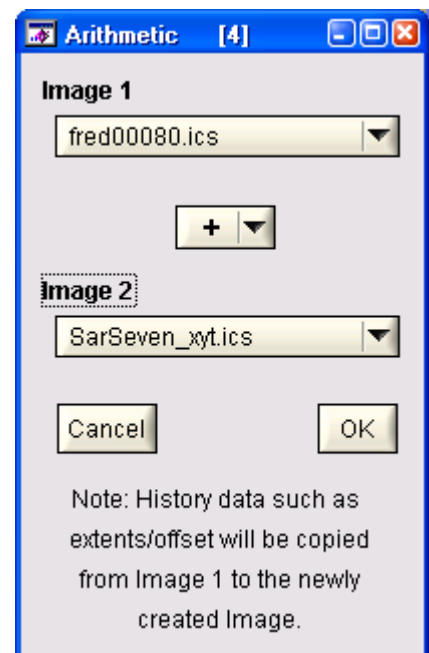 Arithmetic [4]
Image 1
fred00080.ics
+
Image 2
SarSeven_xyt.ics
Cancel OK
Note: History data such as
extents/offset will be copied
from Image 1 to the newly
created Image.